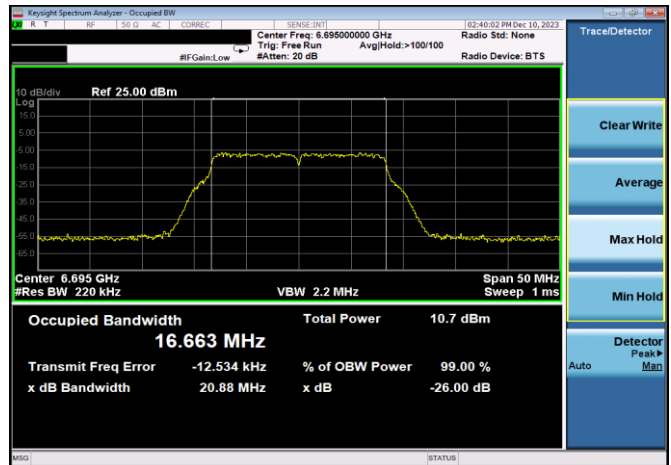 Keysight Spectrum Analyzer - Occupied BW
R T RF 50 Ω AC CORREC SENSE:INT 02:40:02 PM Dec 10, 2023
Center Freq: 6.695000000 GHz Radio Std: None
Trig: Free Run Avg|Hold:>100/100
#IFGain:Low #Atten: 20 dB Radio Device: BTS
10 dB/div Ref 25.00 dBm
Log
15.0
5.00
-5.00
-15.0
-25.0
-35.0
-45.0
-55.0
-65.0
Center 6.695 GHz Span 50 MHz
#Res BW 220 kHz VBW 2.2 MHz Sweep 1 ms
Occupied Bandwidth Total Power 10.7 dBm
16.663 MHz
Transmit Freq Error -12.534 kHz % of OBW Power 99.00 %
x dB Bandwidth 20.88 MHz x dB -26.00 dB
MSG STATUS
Trace/Detector
Clear Write
Average
Max Hold
Min Hold
Detector
Peak▶
Auto Man